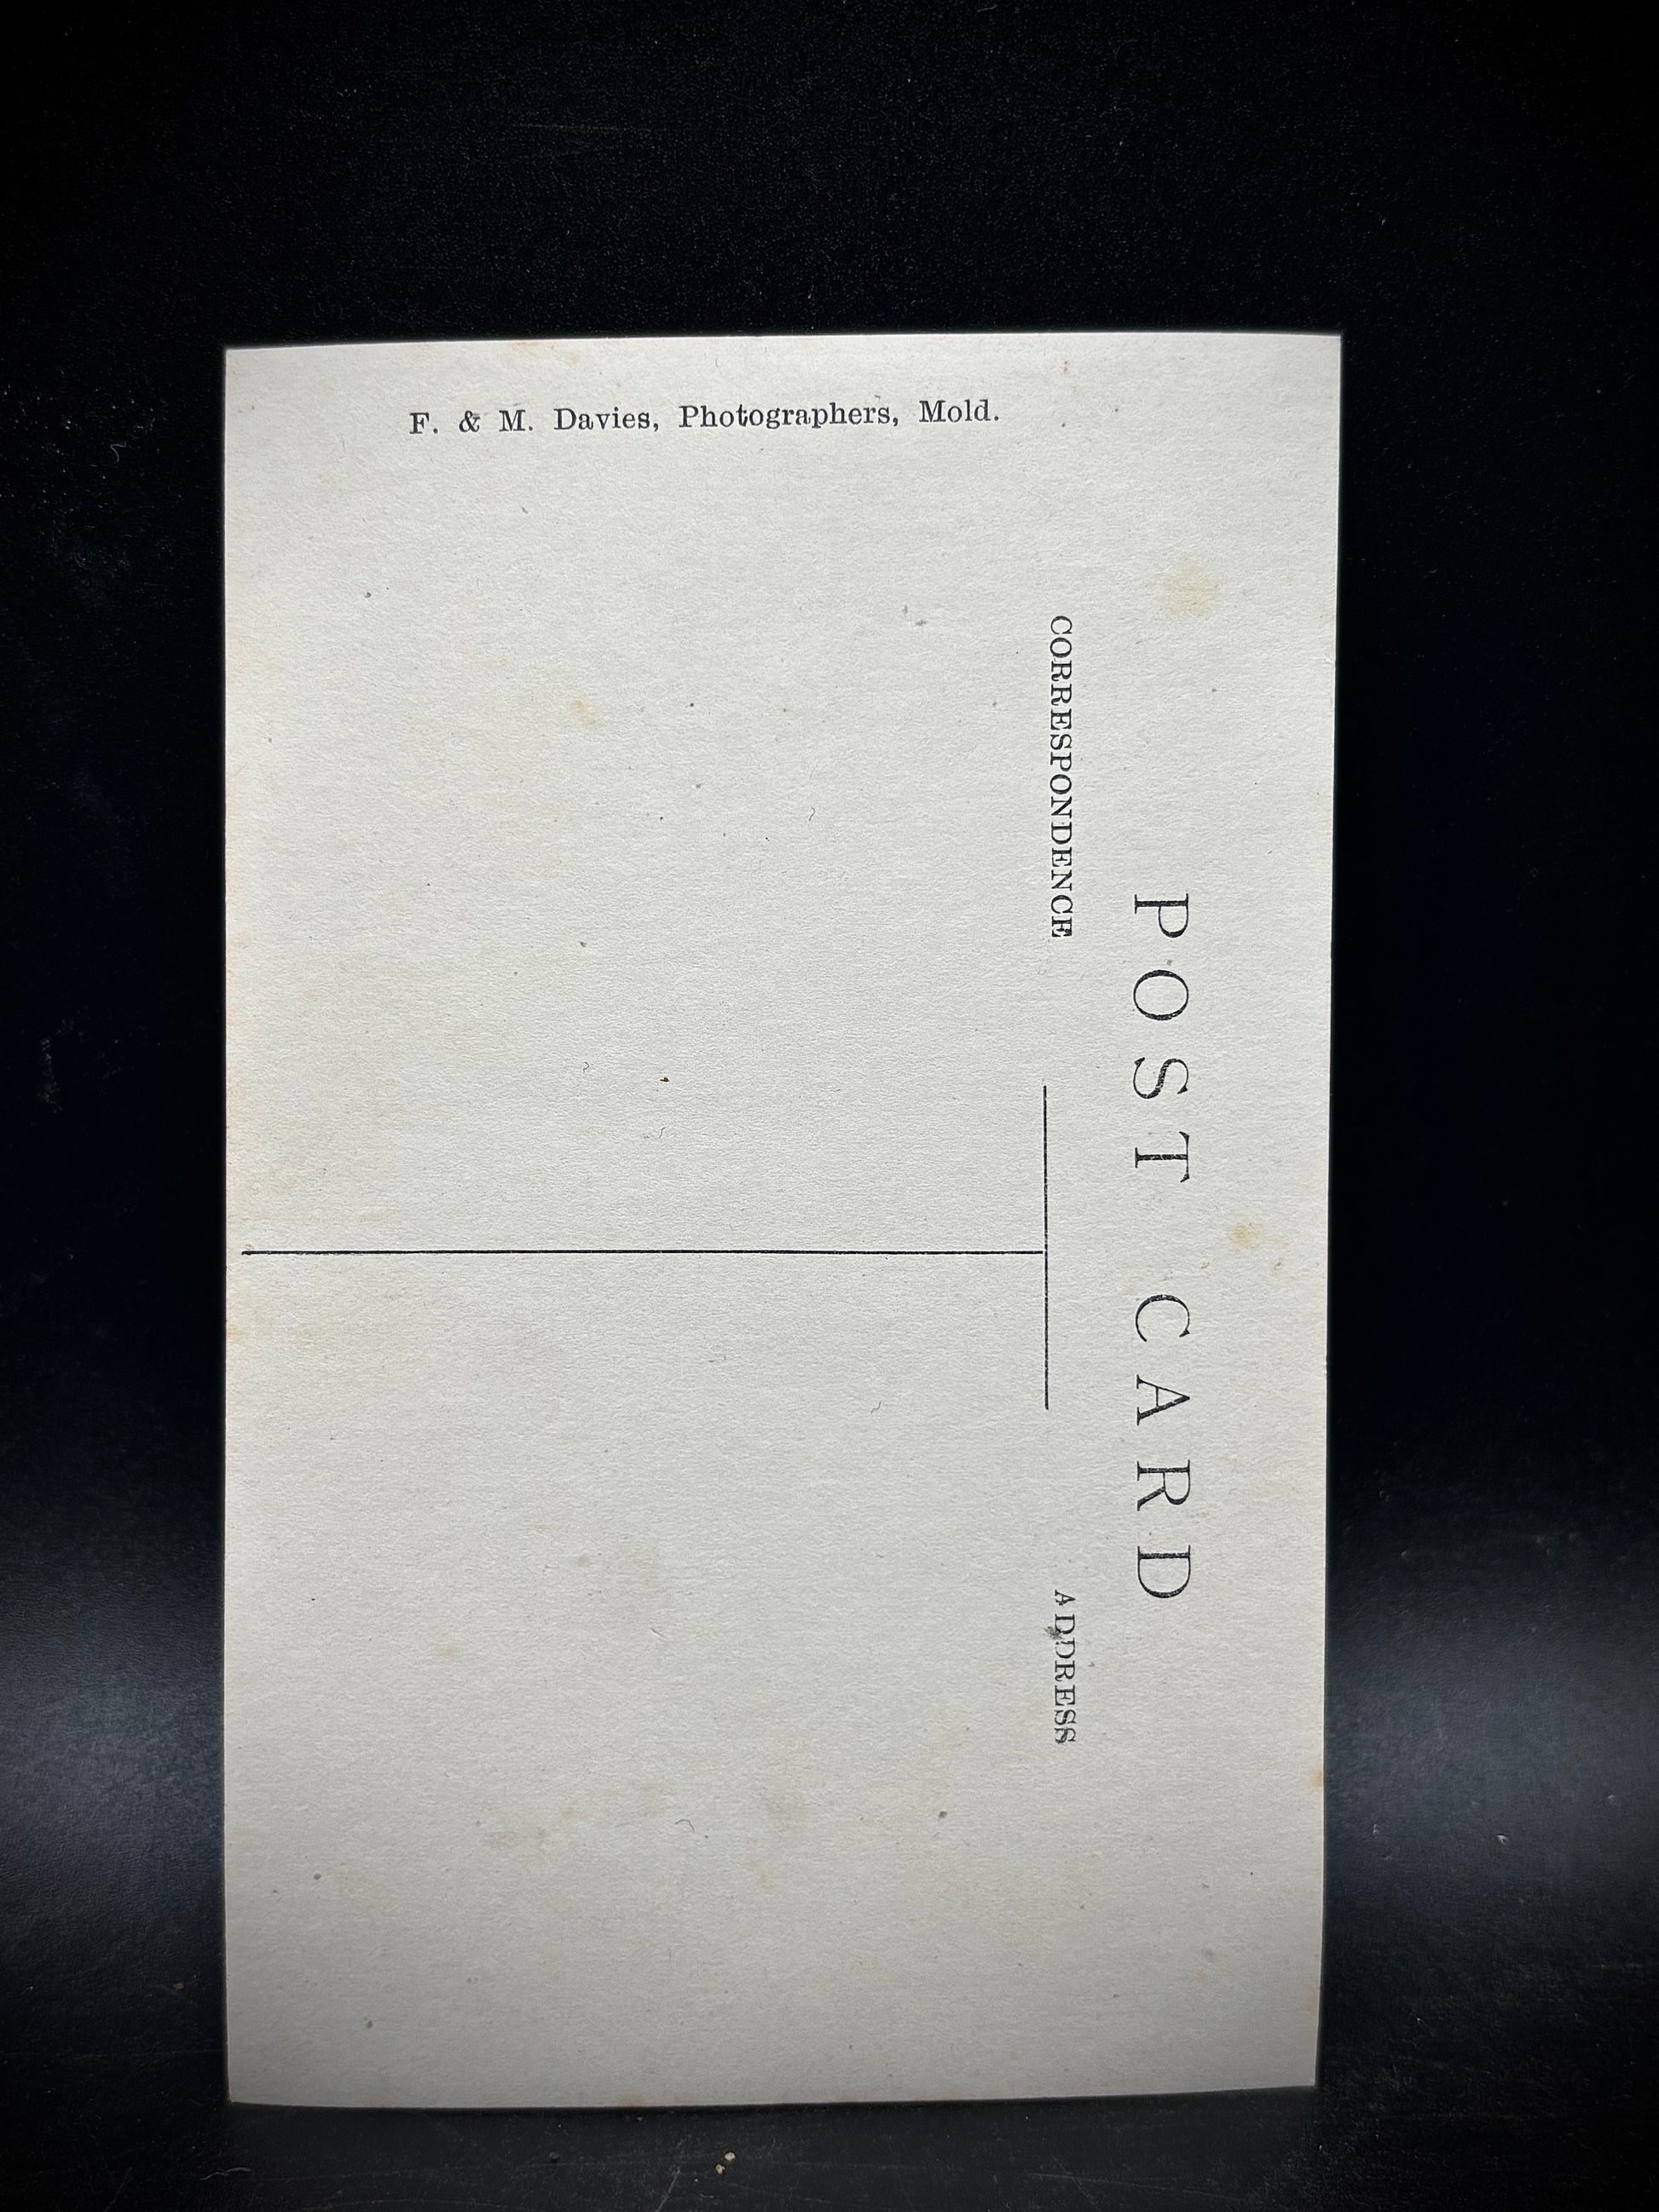 F. & M. Davies, Photographers, Mold.
POST CARD
CORRESPONDENCE
ADDRESS